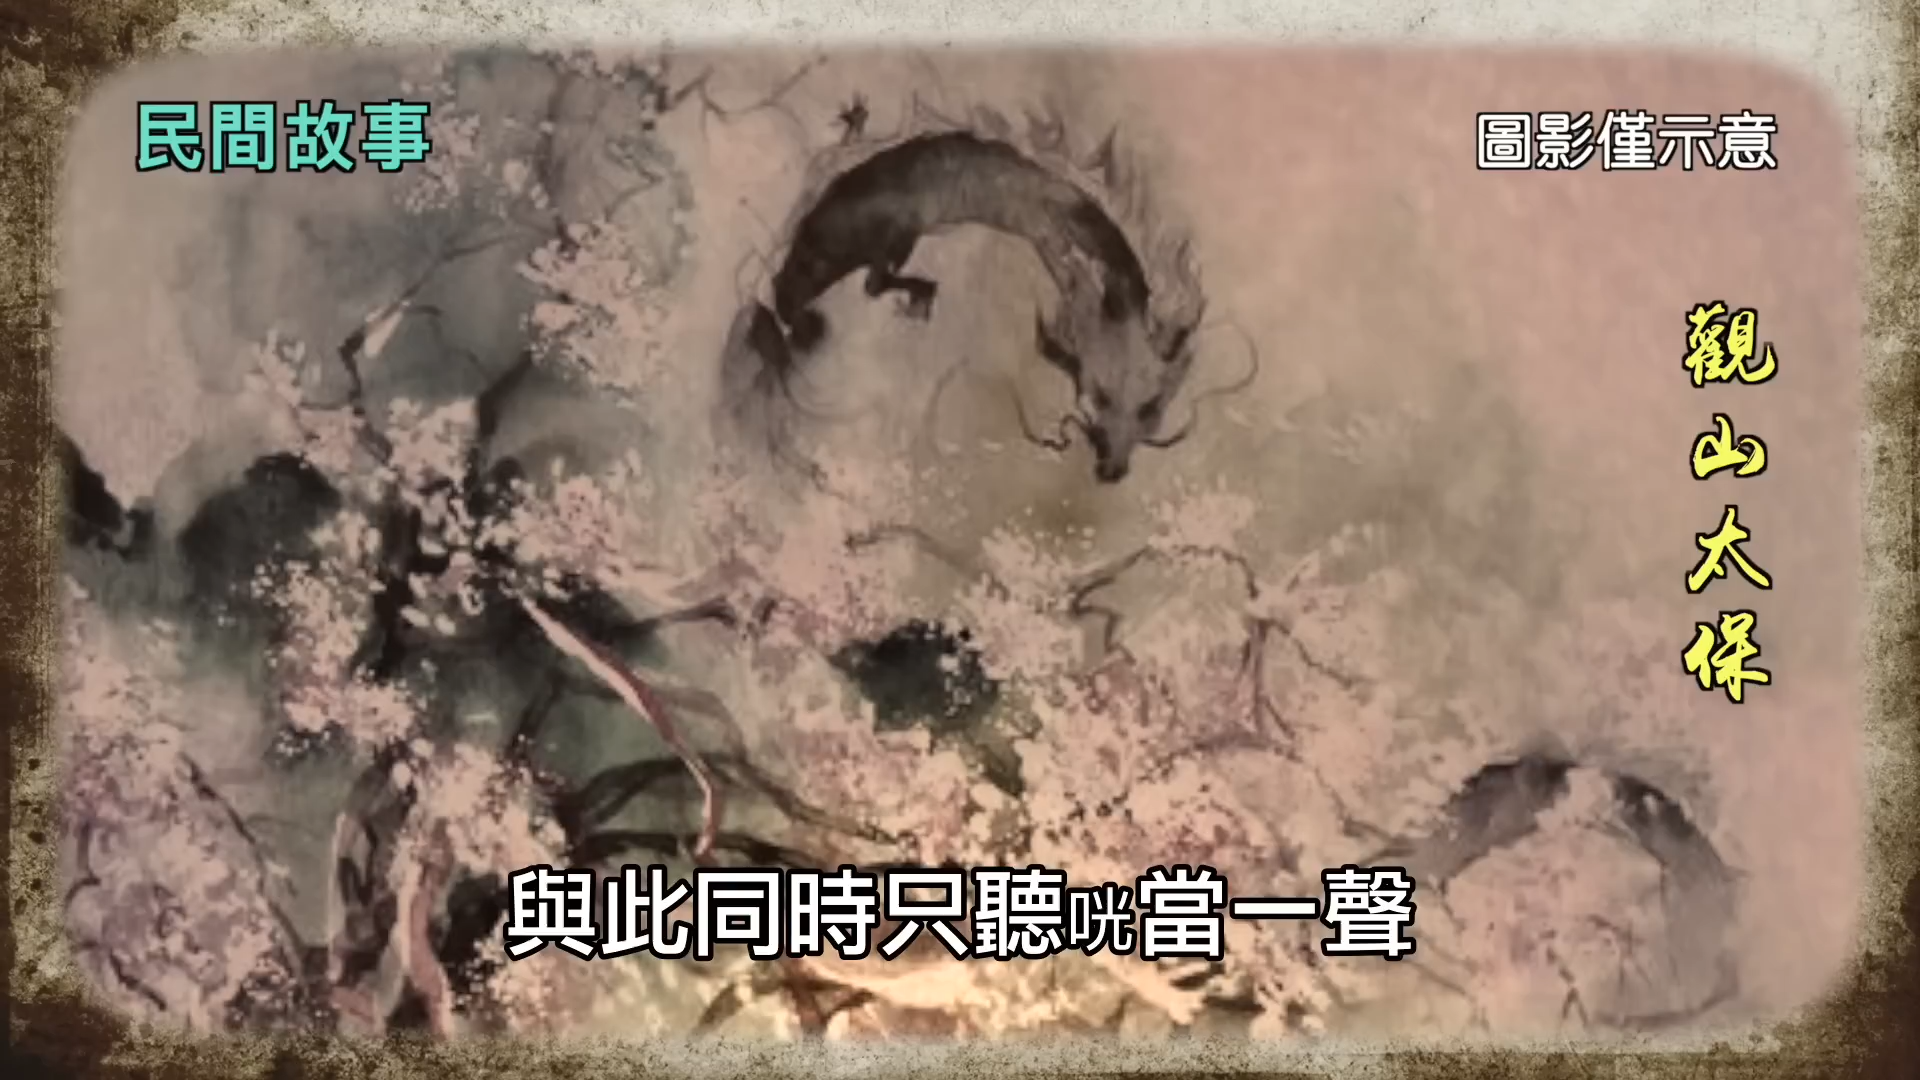 民間故事
圖影僅示意
觀山太保
與此同時只聽咣當一聲